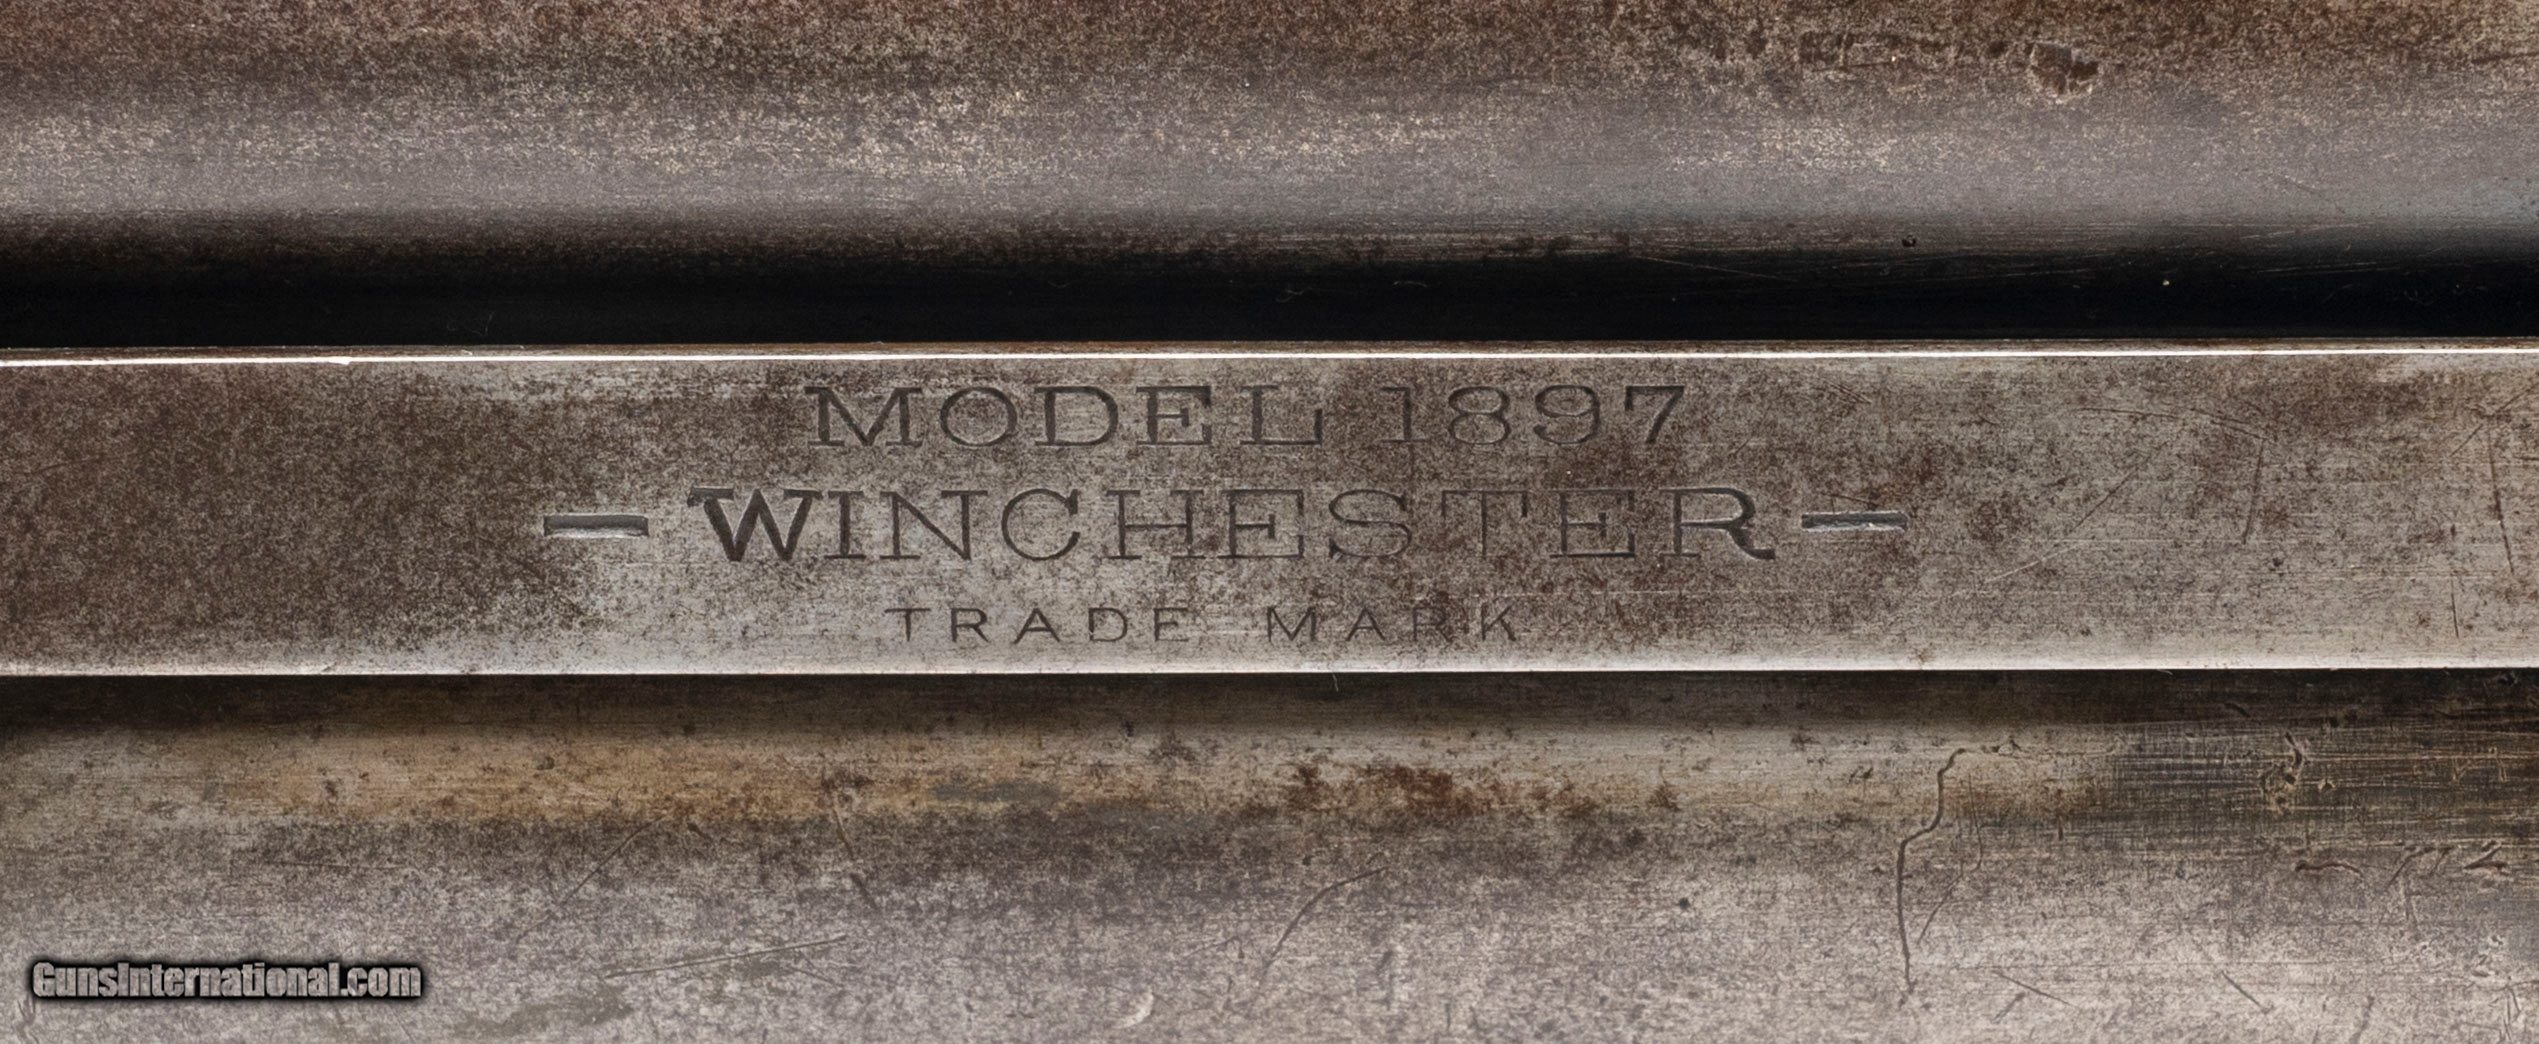 MODEL 1897
-WINCHESTER-
TRADE MARK
GunsInternational.com